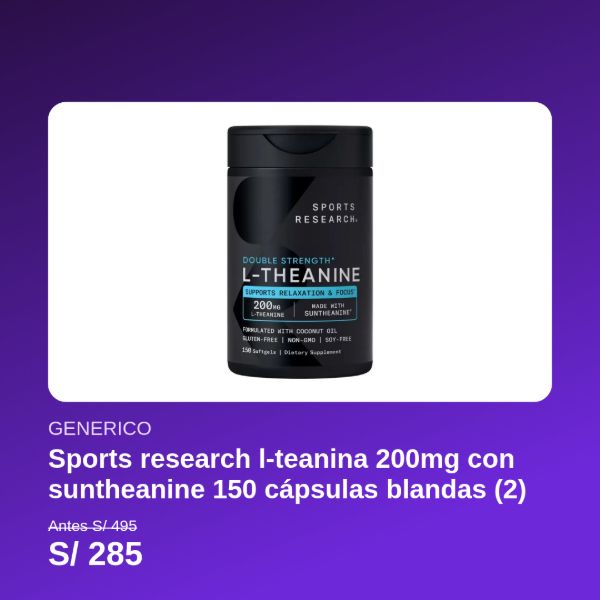 SPORTS
RESEARCH®
DOUBLE STRENGTH*
L-THEANINE
SUPPORTS RELAXATION & FOCUS*
200MG
L-THEANINE
MADE WITH
SUNTHEANINE®
FORMULATED WITH COCONUT OIL
GLUTEN-FREE | NON-GMO | SOY-FREE
150 Softgels | Dietary Supplement
GENERICO
Sports research l-teanina 200mg con
suntheanine 150 cápsulas blandas (2)
Antes S/ 495
S/ 285